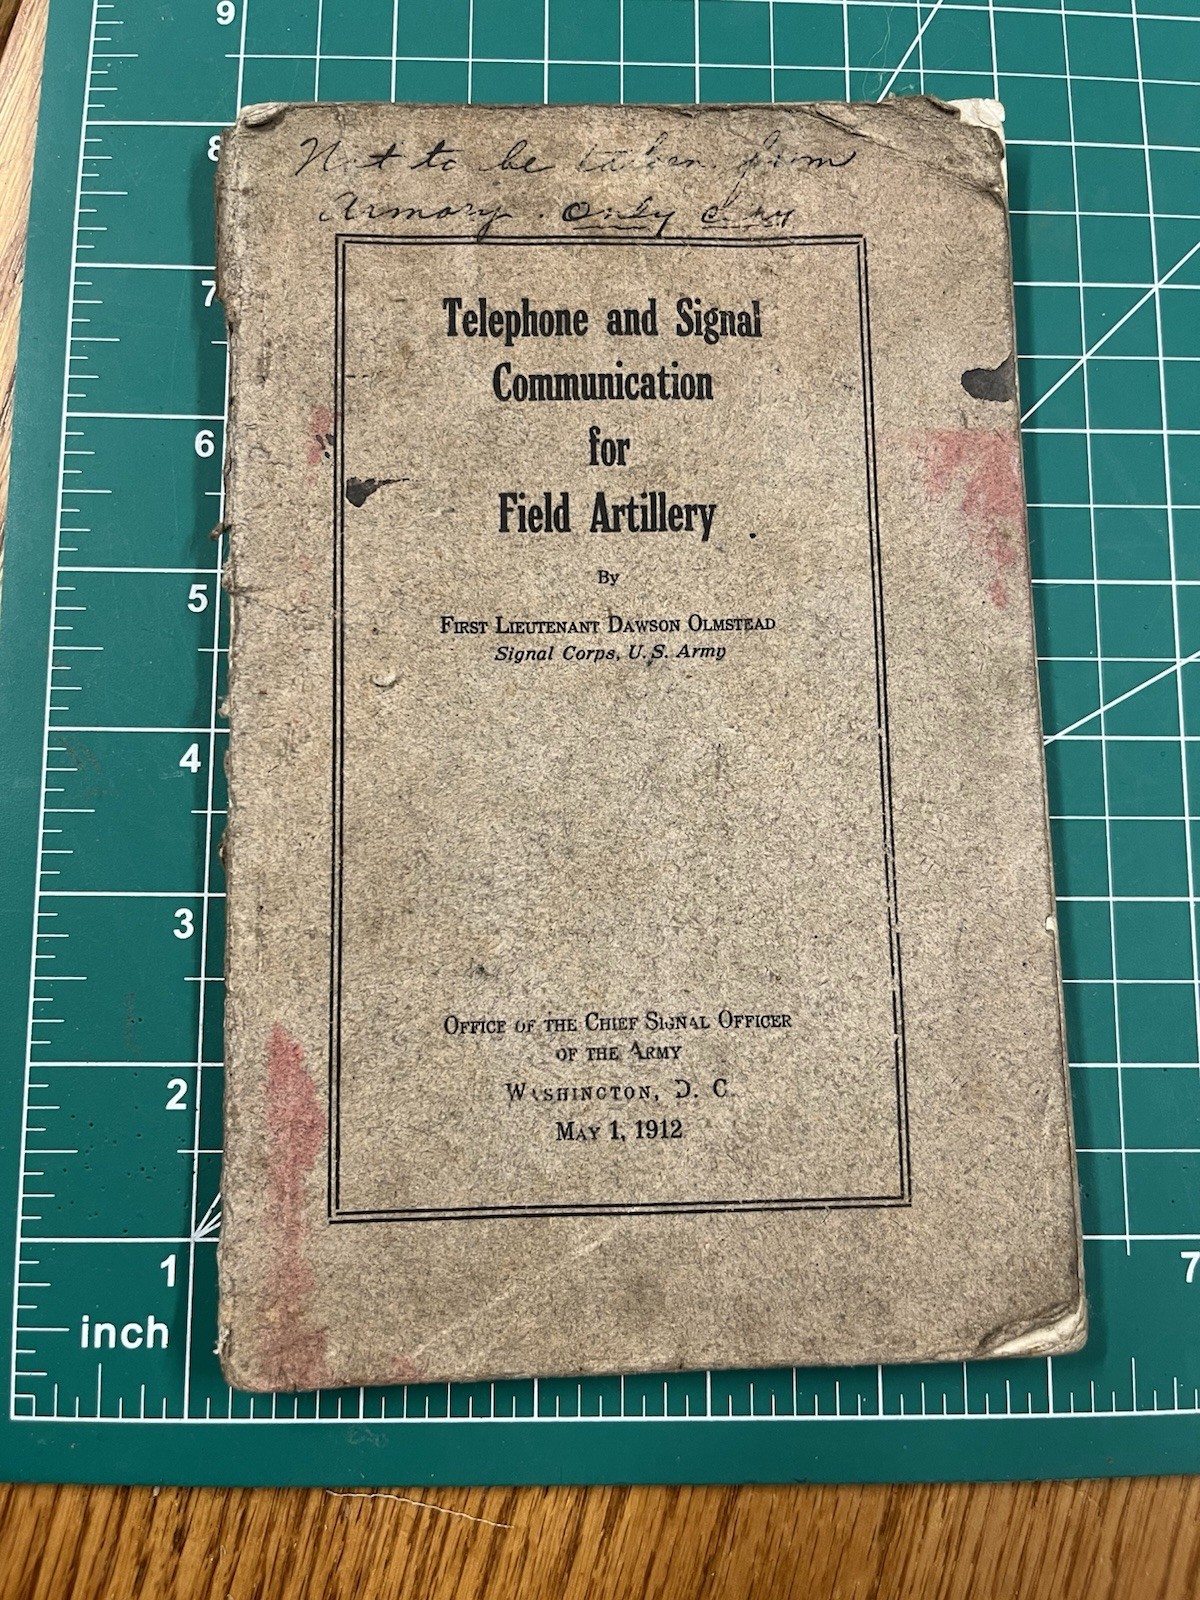 Not to be taken from
Armory. Only copy
Telephone and Signal
Communication
for
Field Artillery
By
First Lieutenant Dawson Olmstead
Signal Corps, U. S. Army
Office of the Chief Signal Officer
of the Army
Washington, D. C.
May 1, 1912
9
8
7
6
5
4
3
2
1
inch
7